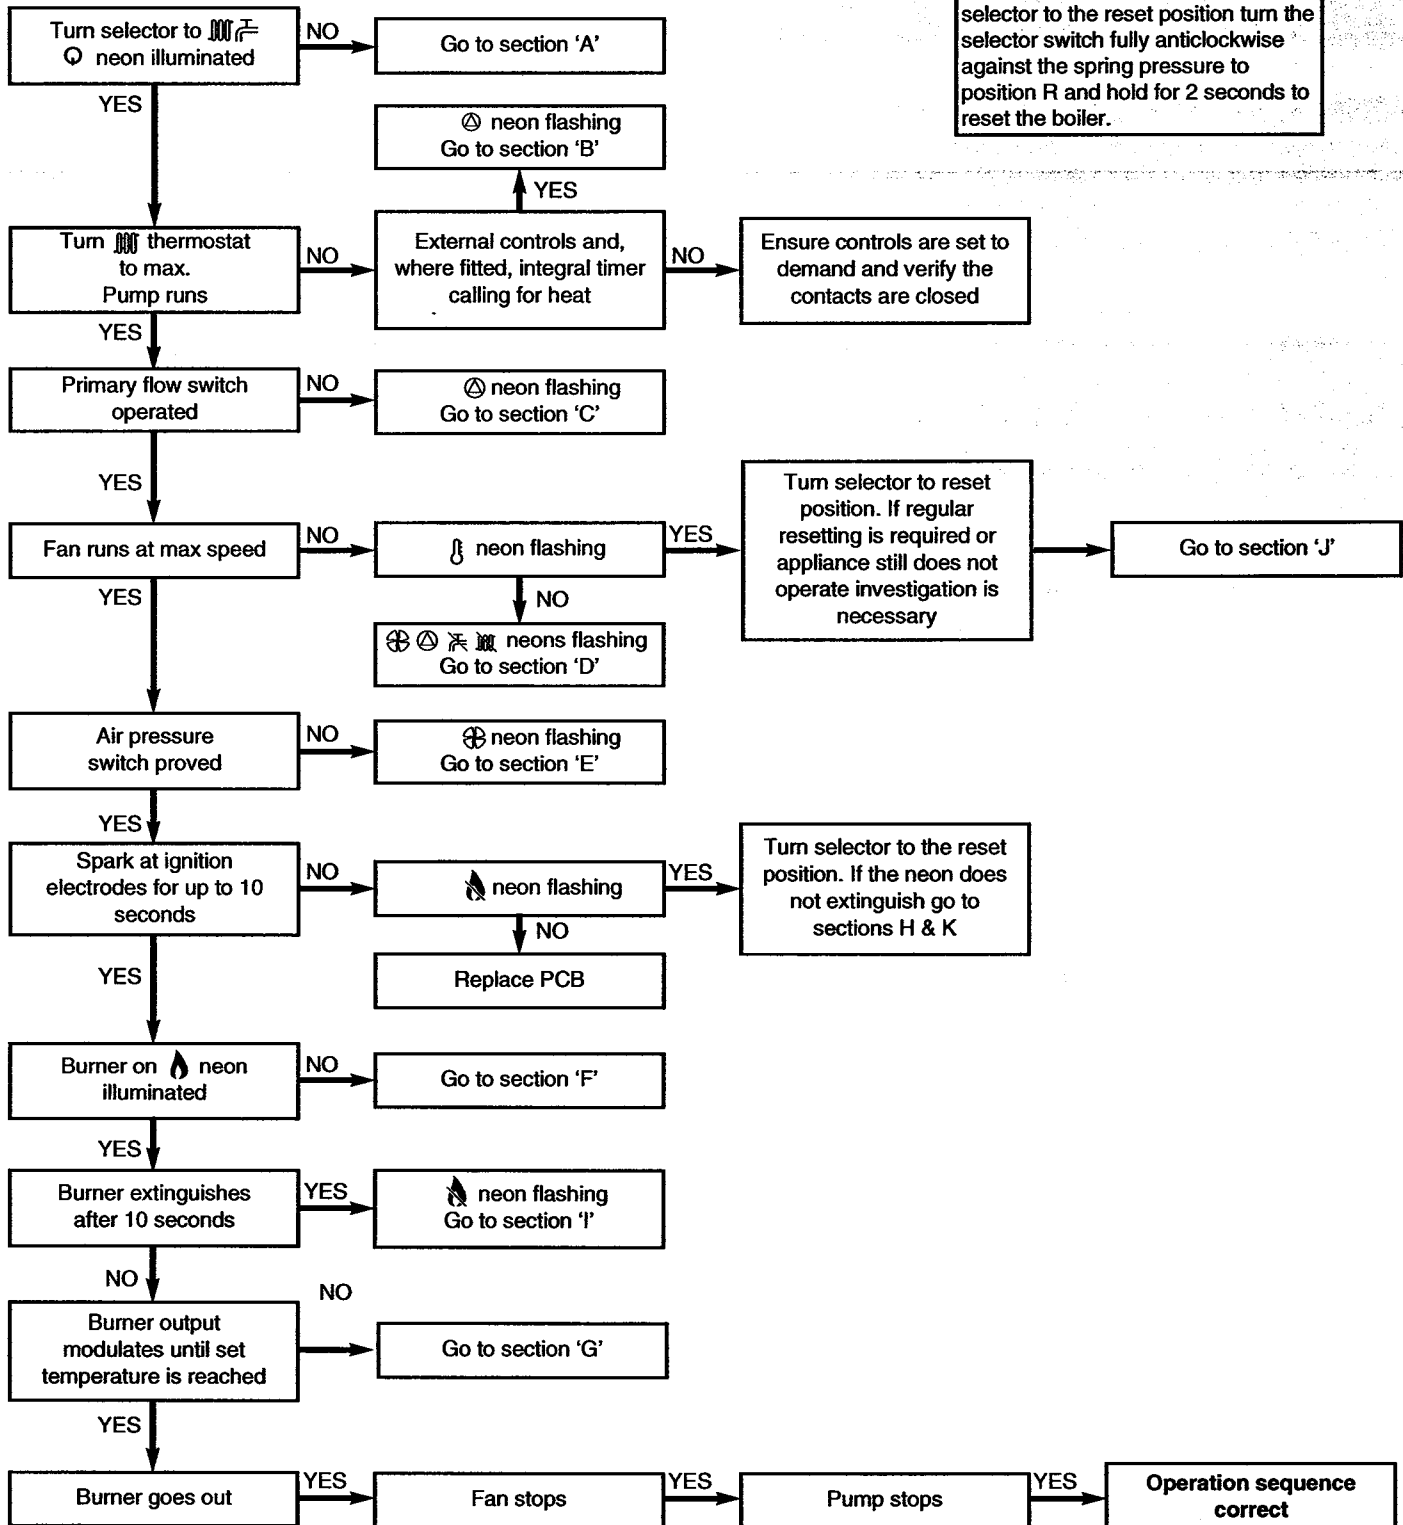 selector to the reset position turn the
selector switch fully anticlockwise
against the spring pressure to
position R and hold for 2 seconds to
reset the boiler.
Turn selector to
neon illuminated
NO
Go to section ‘A’
YES
neon flashing
Go to section ‘B’
YES
Turn thermostat
to max.
Pump runs
NO
External controls and,
where fitted, integral timer
calling for heat
NO
Ensure controls are set to
demand and verify the
contacts are closed
YES
Primary flow switch
operated
NO
neon flashing
Go to section ‘C’
YES
Fan runs at max speed
NO
neon flashing
YES
Turn selector to reset
position. If regular
resetting is required or
appliance still does not
operate investigation is
necessary
Go to section ‘J’
YES
NO
neons flashing
Go to section ‘D’
Air pressure
switch proved
NO
neon flashing
Go to section ‘E’
YES
Spark at ignition
electrodes for up to 10
seconds
NO
neon flashing
YES
Turn selector to the reset
position. If the neon does
not extinguish go to
sections H & K
NO
Replace PCB
YES
Burner on neon
illuminated
NO
Go to section ‘F’
YES
Burner extinguishes
after 10 seconds
YES
neon flashing
Go to section ‘I’
NO
NO
Burner output
modulates until set
temperature is reached
Go to section ‘G’
YES
Burner goes out
YES
Fan stops
YES
Pump stops
YES
Operation sequence
correct